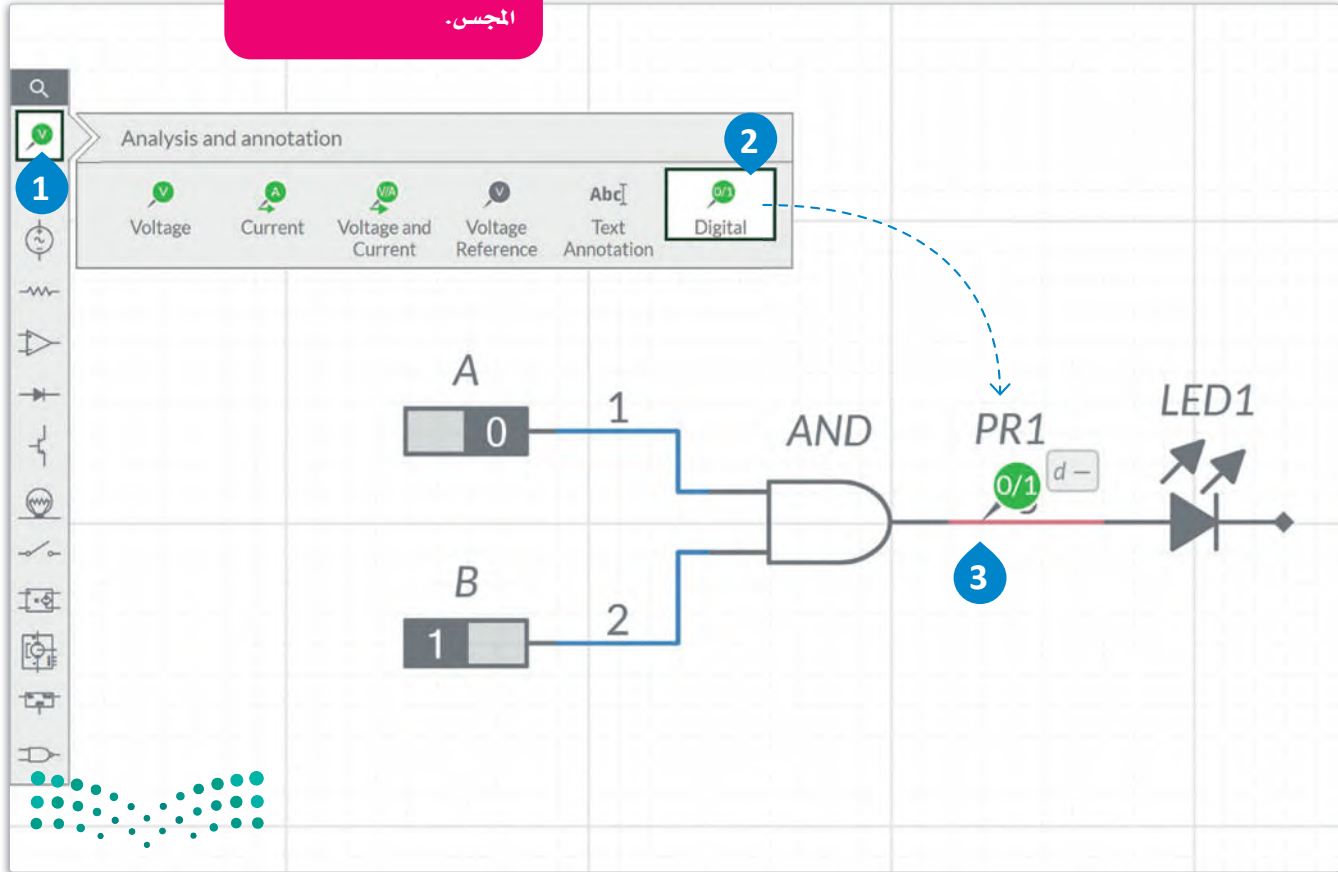 المجس.
V
Analysis and annotation
2
1
V
A
V/A
V
Abc
0/1
Voltage
Current
Voltage and
Current
Voltage
Reference
Text
Annotation
Digital
A
0
1
AND
PR1
LED1
0/1
d –
3
B
1
2